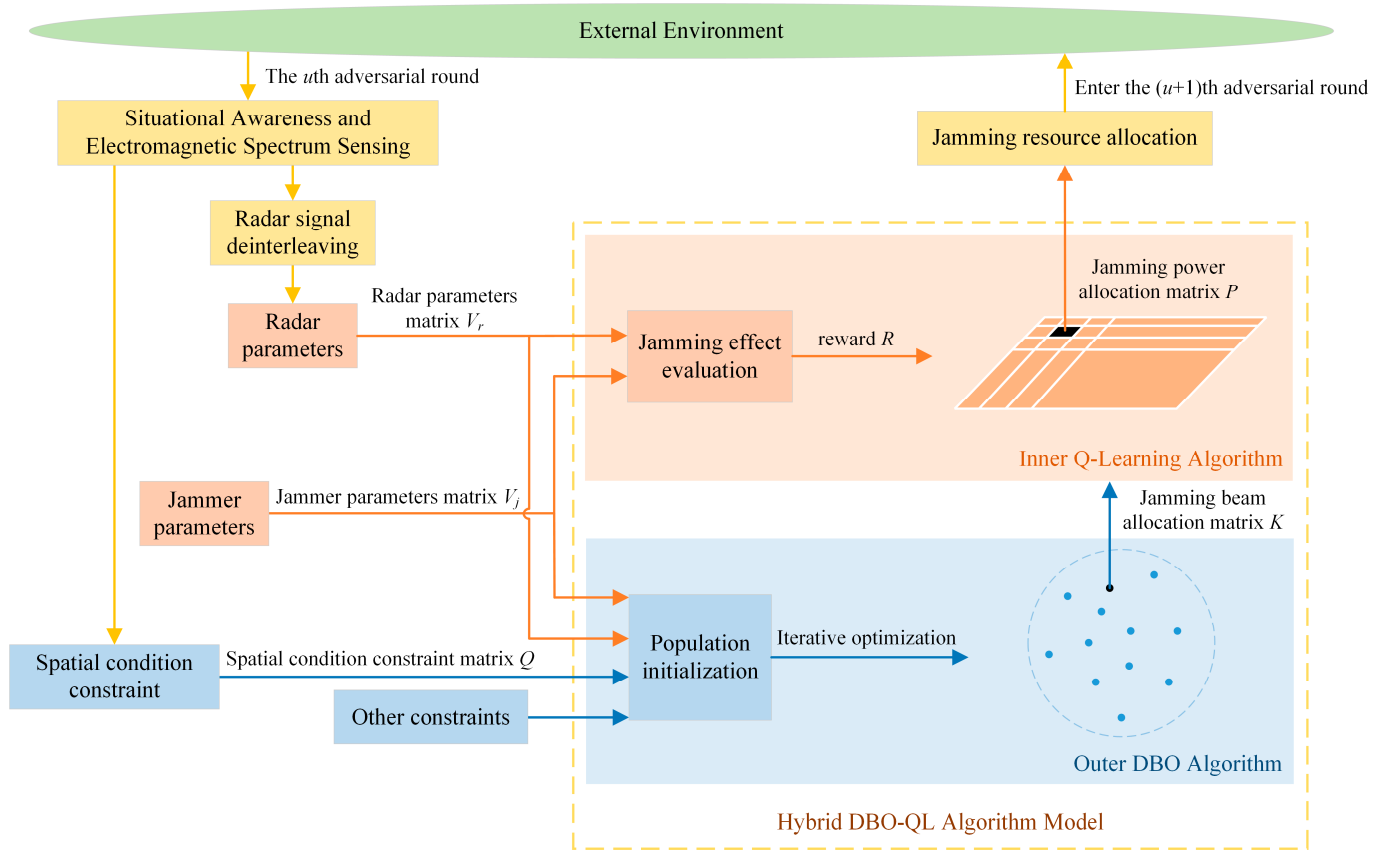 External Environment
The uth adversarial round
Enter the (u+1)th adversarial round
Situational Awareness and
Electromagnetic Spectrum Sensing
Jamming resource allocation
Radar signal
deinterleaving
Radar
parameters
Radar parameters
matrix Vr
Jamming effect
evaluation
reward R
Jamming power
allocation matrix P
Inner Q-Learning Algorithm
Jammer
parameters
Jammer parameters matrix Vj
Jamming beam
allocation matrix K
Spatial condition
constraint
Spatial condition constraint matrix Q
Other constraints
Population
initialization
Iterative optimization
Outer DBO Algorithm
Hybrid DBO-QL Algorithm Model